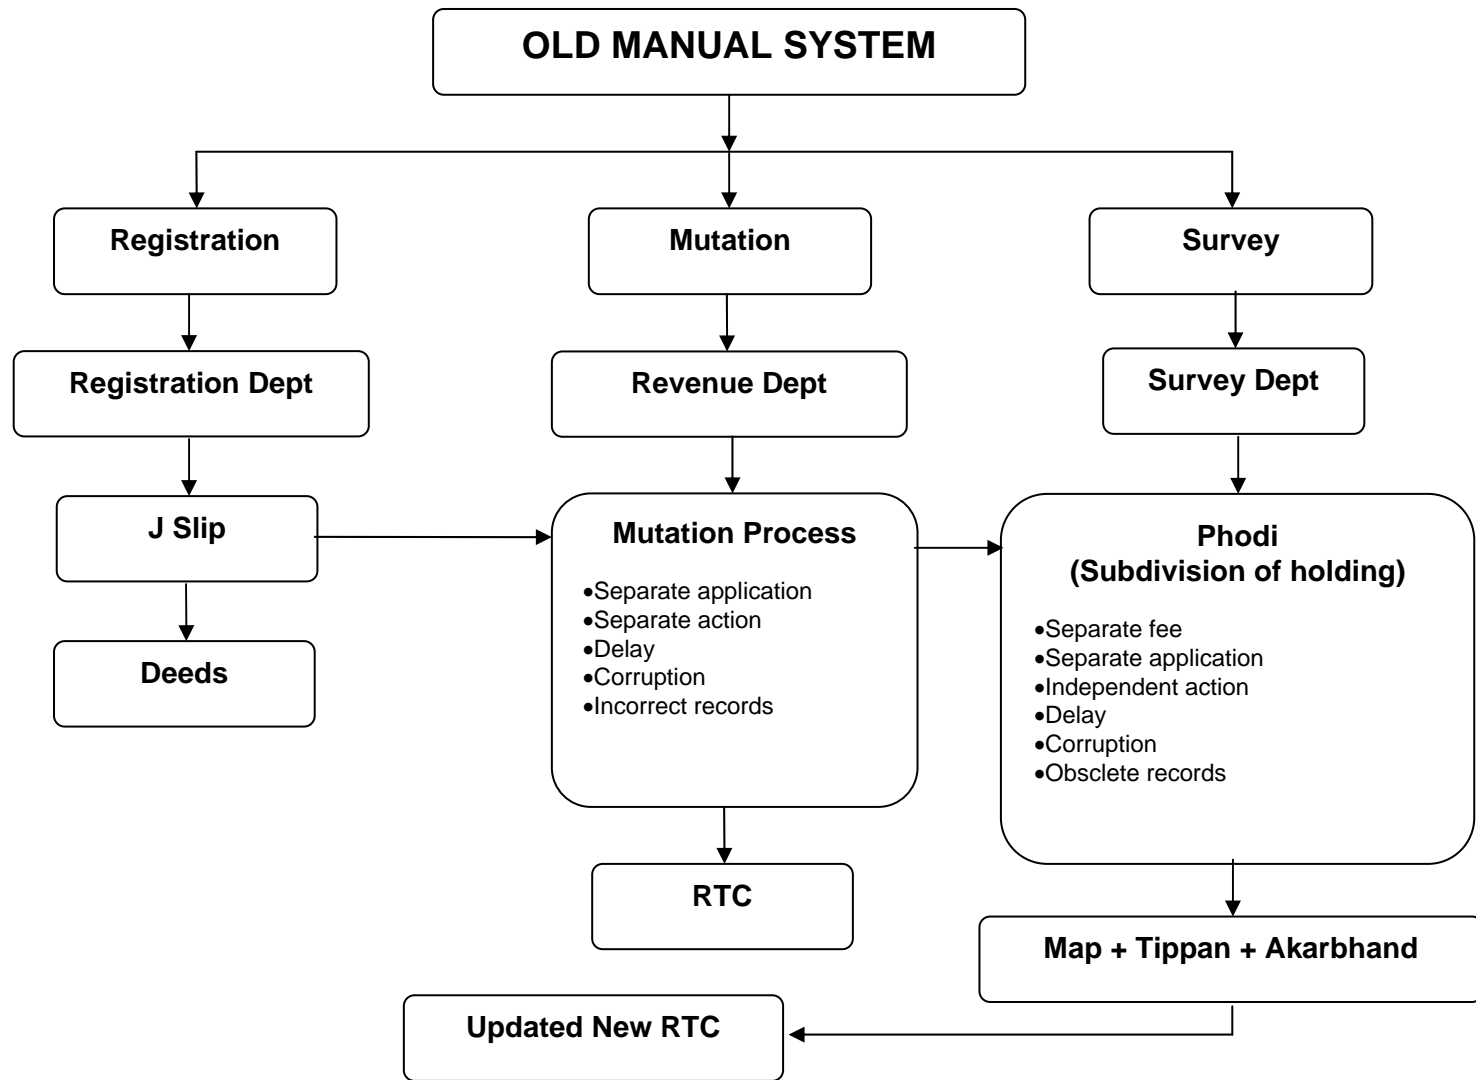 OLD MANUAL SYSTEM
Registration
Mutation
Survey
Registration Dept
Revenue Dept
Survey Dept
J Slip
Deeds
Mutation Process
•Separate application
•Separate action
•Delay
•Corruption
•Incorrect records
Phodi
(Subdivision of holding)
•Separate fee
•Separate application
•Independent action
•Delay
•Corruption
•Obsclete records
RTC
Map + Tippan + Akarbhand
Updated New RTC